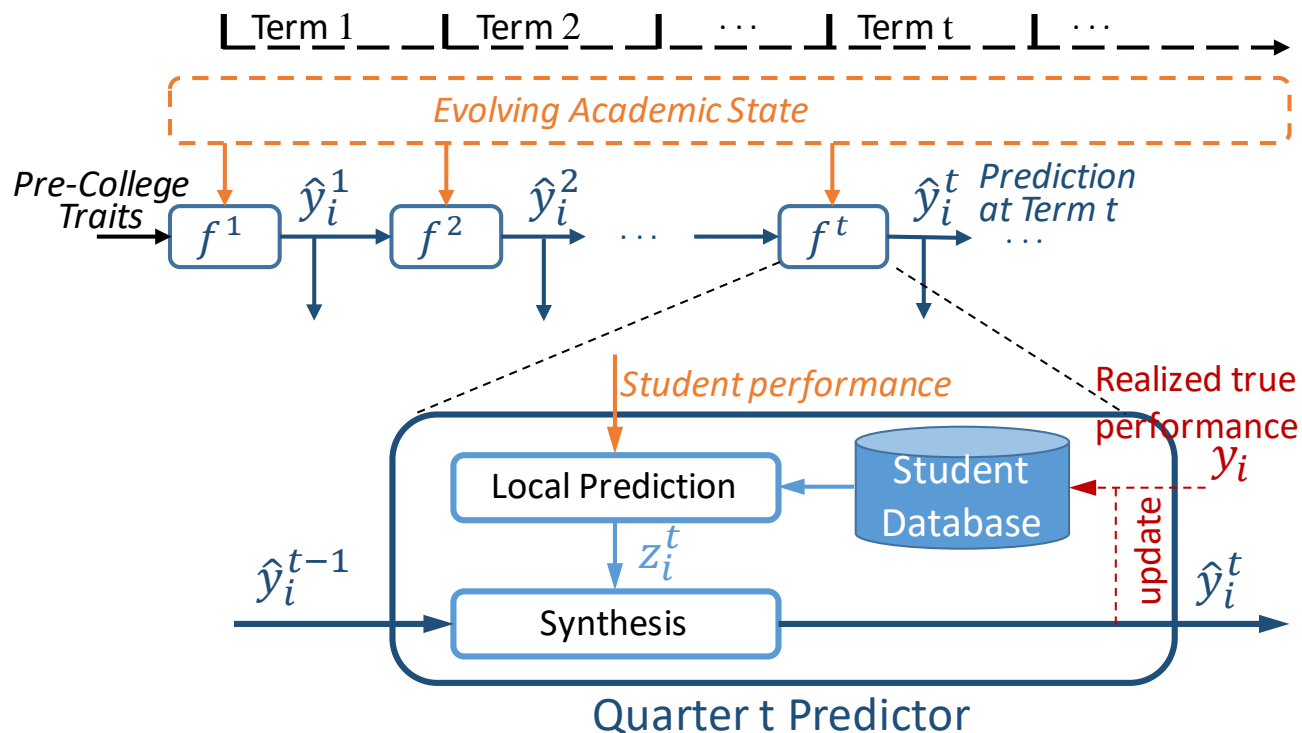 Term 1 Term 2 ··· Term t ···
Evolving Academic State
Pre-College
Traits
ŷᵢ¹ ŷᵢ² ŷᵢᵗ
Prediction
at Term t
f¹ f² ··· fᵗ ···
Student performance
Realized true
performance
yᵢ
Local Prediction
Student
Database
zᵢᵗ
update
ŷᵢᵗ⁻¹ ŷᵢᵗ
Synthesis
Quarter t Predictor